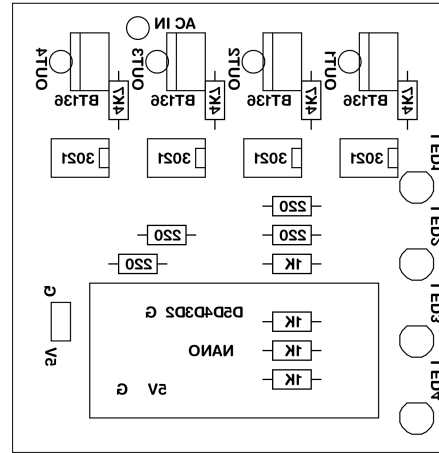 AC IN
OUT4 OUT3 OUT2 OUT1
BT136 BT136 BT136 BT136
4K7 4K7 4K7 4K7
3021 3021 3021 3021
LED1
220
LED2
220 220
220 1K
G
D5D4D3D2 G
LED3
1K
NANO 1K
5V
1K
5V G
LED4